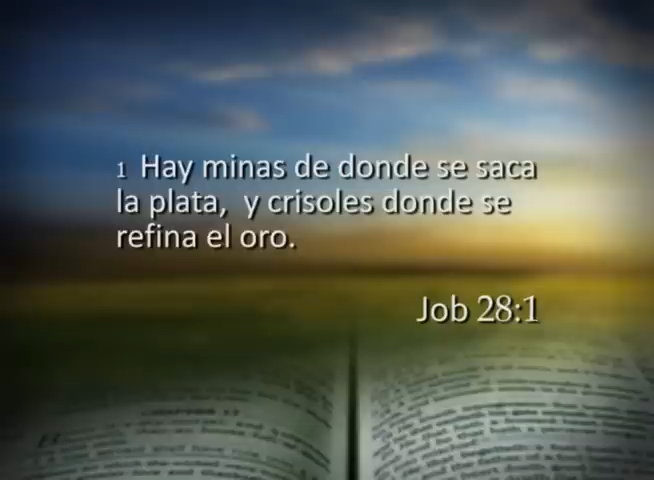 1 Hay minas de donde se saca
la plata, y crisoles donde se
refina el oro.
Job 28:1